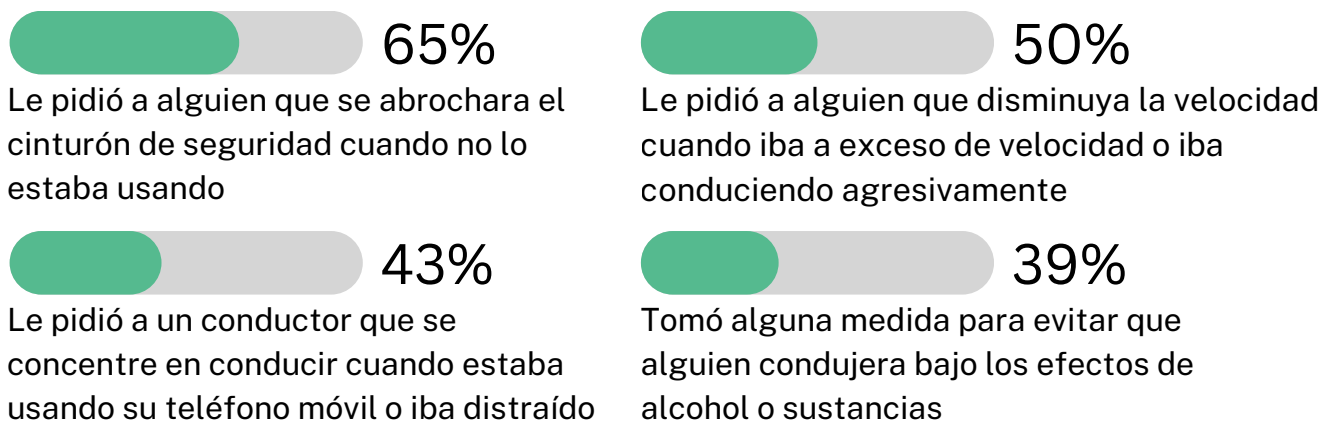 65%
Le pidió a alguien que se abrochara el
cinturón de seguridad cuando no lo
estaba usando
50%
Le pidió a alguien que disminuya la velocidad
cuando iba a exceso de velocidad o iba
conduciendo agresivamente
43%
Le pidió a un conductor que se
concentre en conducir cuando estaba
usando su teléfono móvil o iba distraído
39%
Tomó alguna medida para evitar que
alguien condujera bajo los efectos de
alcohol o sustancias